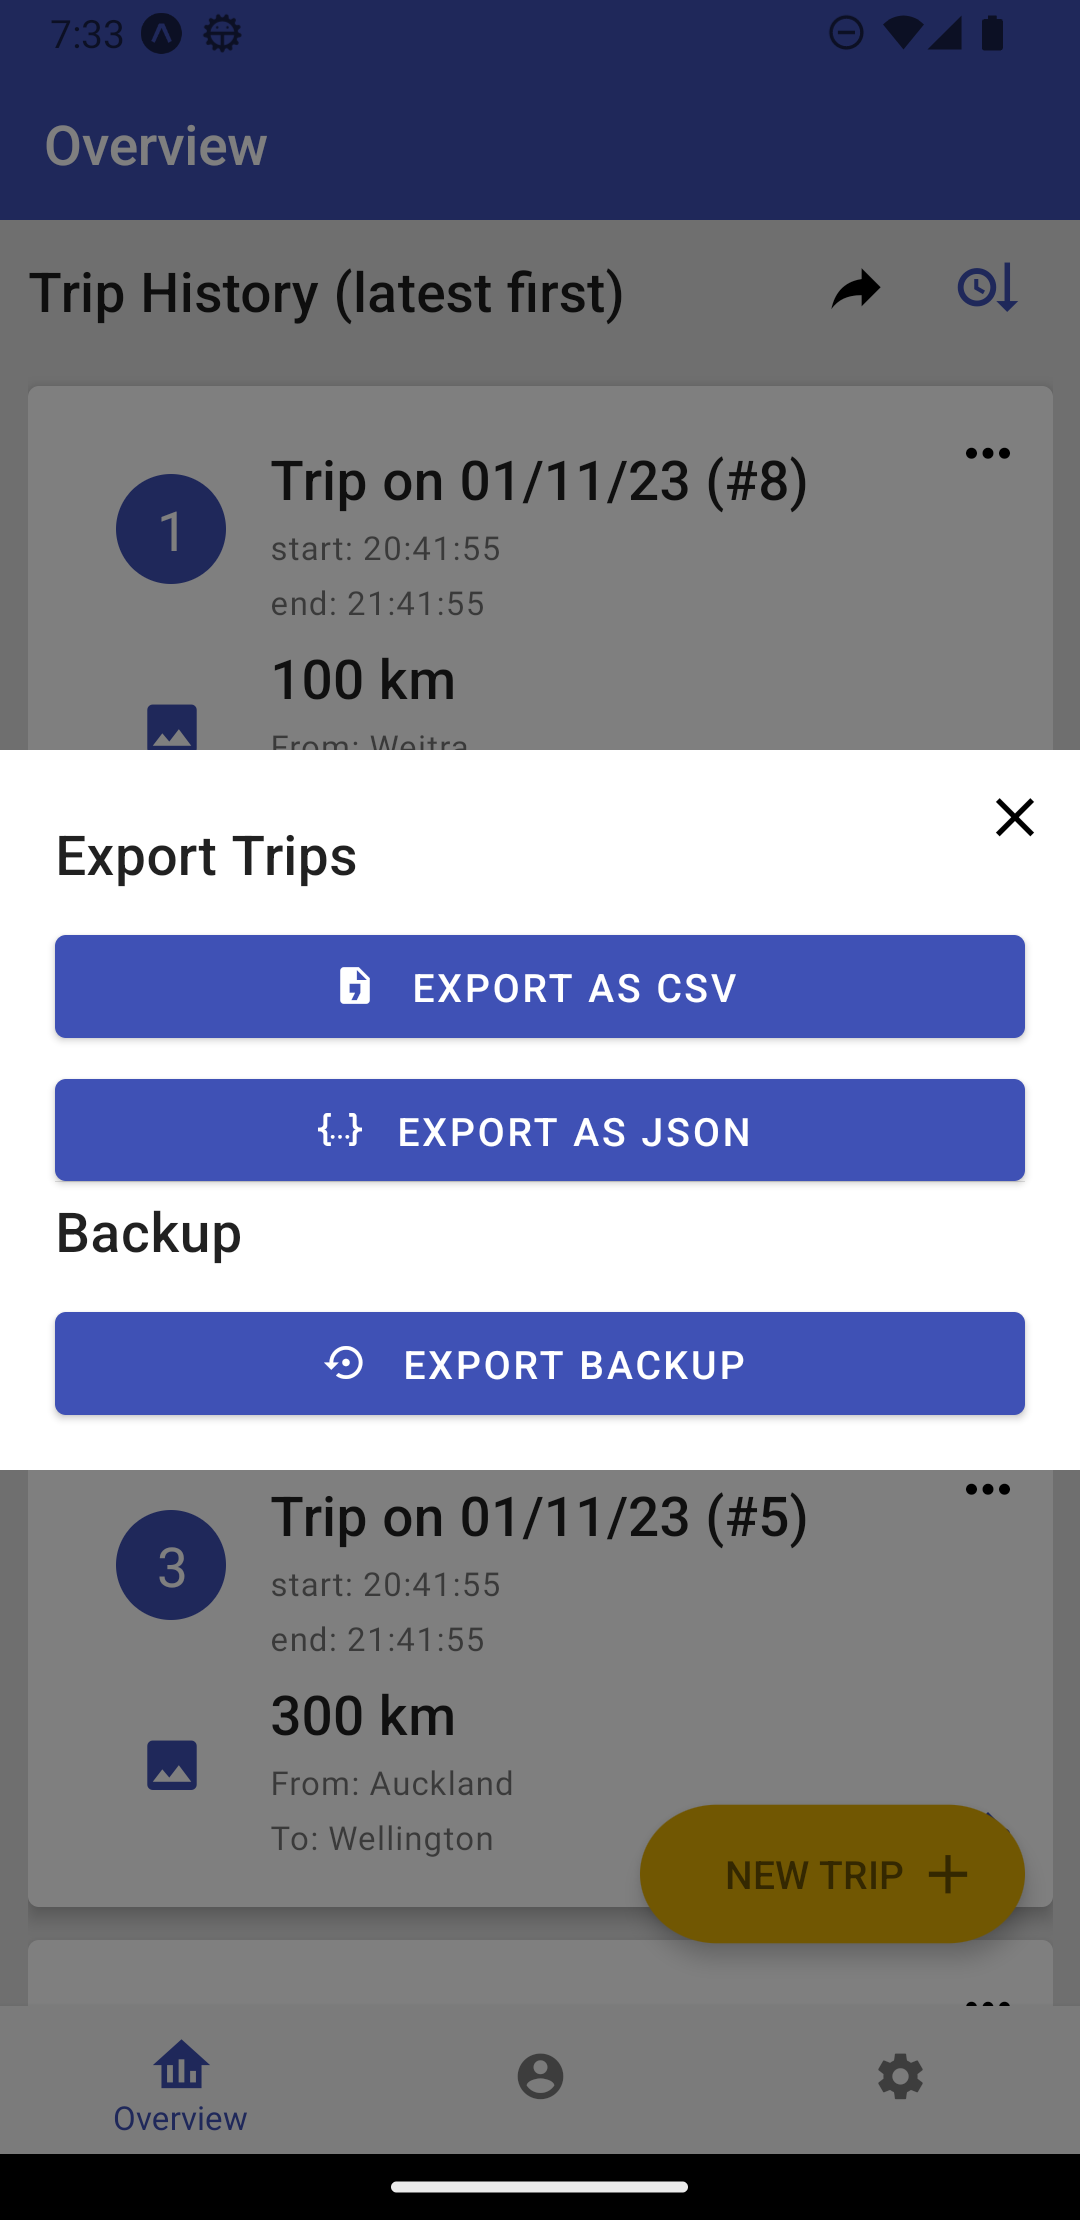 7:33
Overview
Trip History (latest first)
1
Trip on 01/11/23 (#8)
start: 20:41:55
end: 21:41:55
100 km
From: Weitra
Export Trips
EXPORT AS CSV
{...} EXPORT AS JSON
Backup
EXPORT BACKUP
3
Trip on 01/11/23 (#5)
start: 20:41:55
end: 21:41:55
300 km
From: Auckland
To: Wellington
NEW TRIP +
Overview